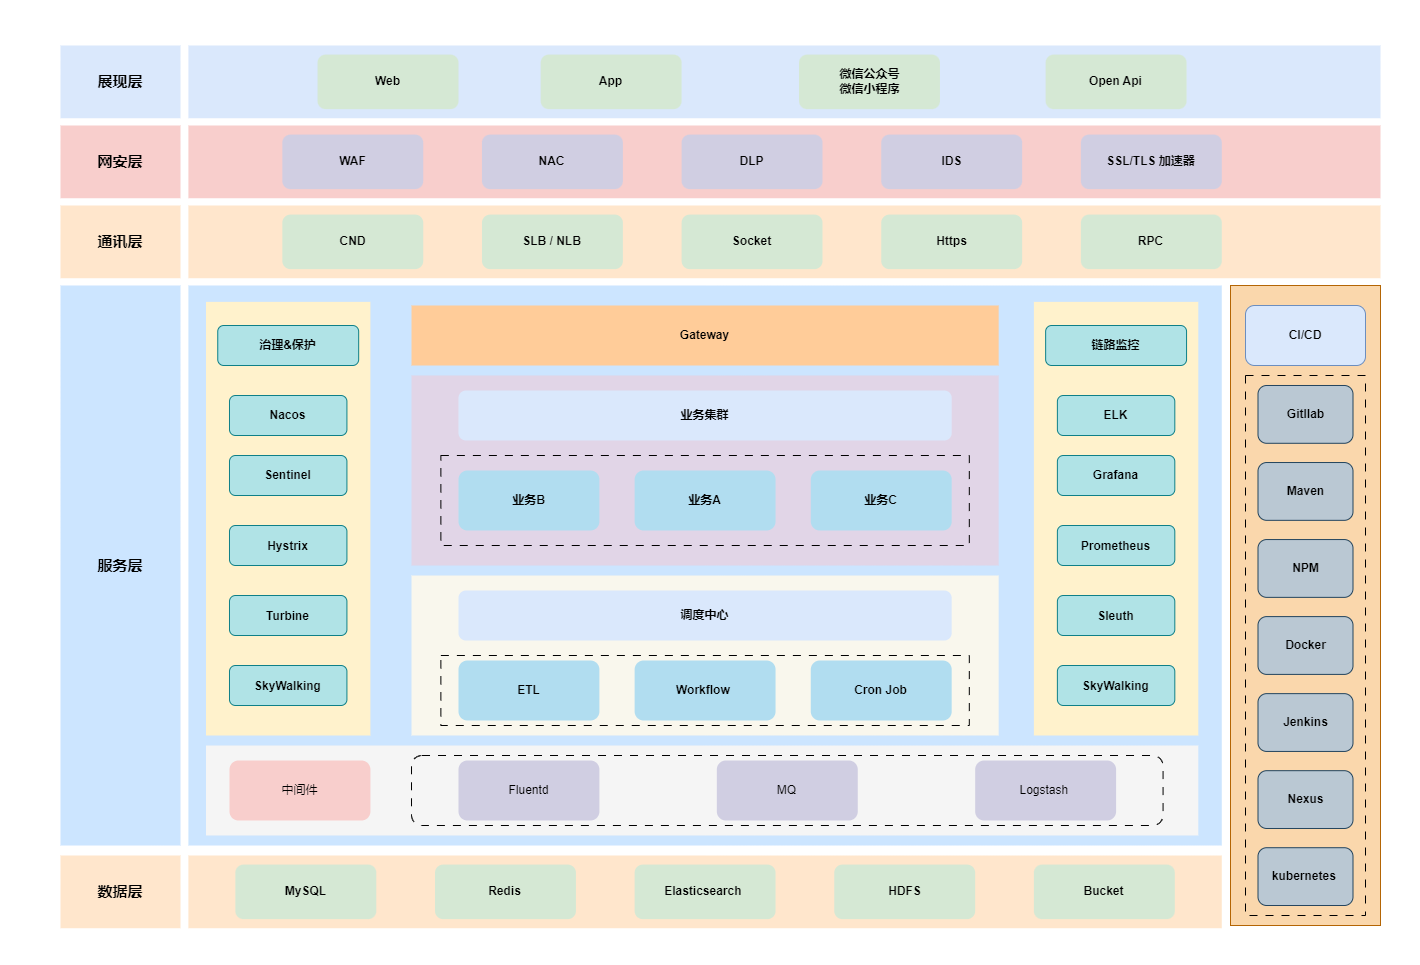 展现层
Web
App
微信公众号
微信小程序
Open Api
网安层
WAF
NAC
DLP
IDS
SSL/TLS 加速器
通讯层
CND
SLB / NLB
Socket
Https
RPC
服务层
治理&保护
Nacos
Sentinel
Hystrix
Turbine
SkyWalking
Gateway
业务集群
业务B
业务A
业务C
调度中心
ETL
Workflow
Cron Job
链路监控
ELK
Grafana
Prometheus
Sleuth
SkyWalking
中间件
Fluentd
MQ
Logstash
CI/CD
Gitllab
Maven
NPM
Docker
Jenkins
Nexus
kubernetes
数据层
MySQL
Redis
Elasticsearch
HDFS
Bucket